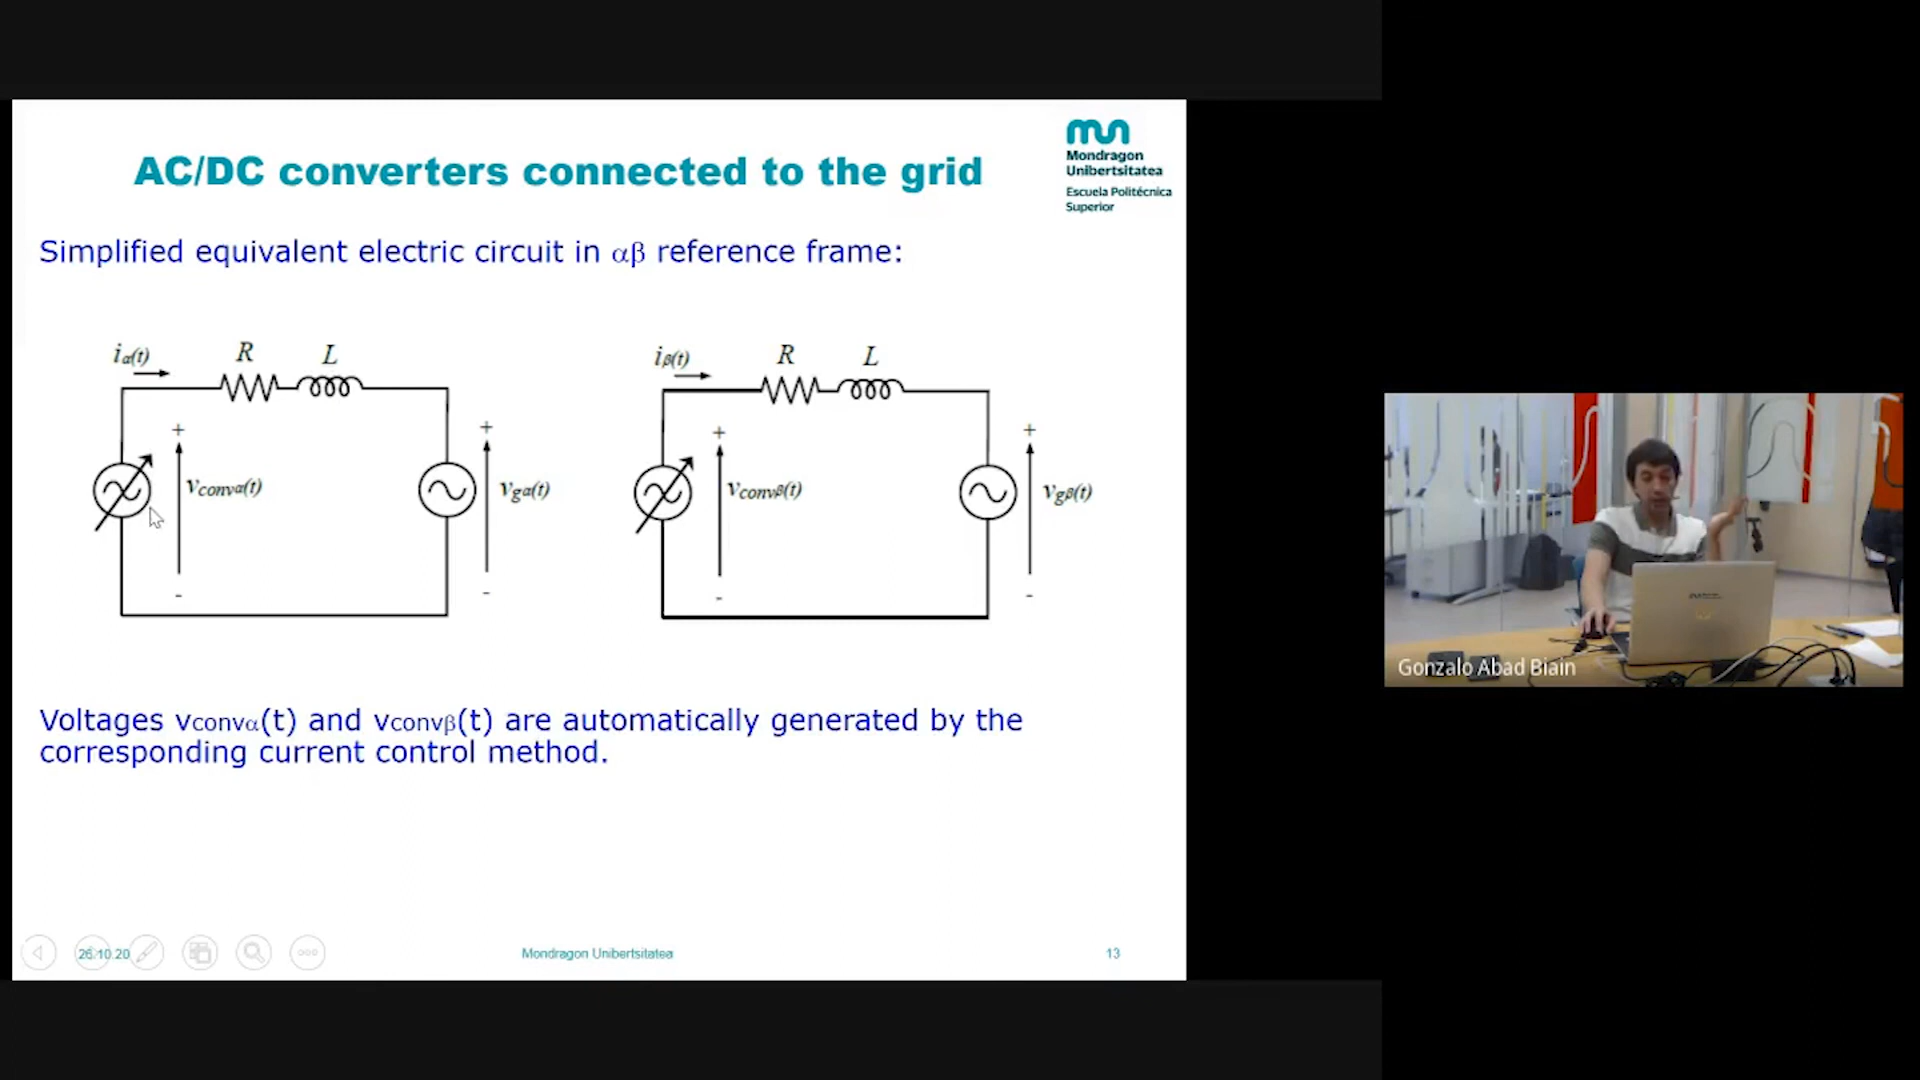 AC/DC converters connected to the grid
Mondragon
Unibertsitatea
Escuela Politécnica
Superior
Simplified equivalent electric circuit in αβ reference frame:
iα(t) R L
+ vconvα(t) -
+ vgα(t) -
iβ(t) R L
+ vconvβ(t) -
+ vgβ(t) -
Voltages vconvα(t) and vconvβ(t) are automatically generated by the
corresponding current control method.
26.10.20
Mondragon Unibertsitatea
13
Gonzalo Abad Biain